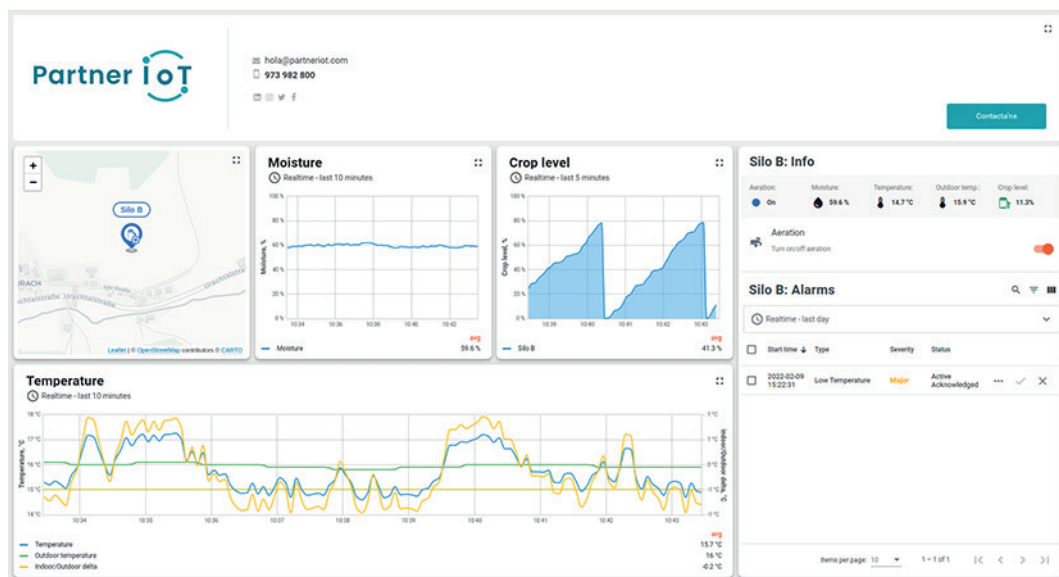 Partner IoT
hola@partneriot.com
973 982 800
Contacta'ns
+
−
Silo B
URACH
Urachtalstraße
Urachtalstraße
Leaflet | © OpenStreetMap contributors © CARTO
Moisture
Realtime - last 10 minutes
Moisture, %
100 %
80 %
60 %
40 %
20 %
0 %
10:34 10:36 10:38 10:40 10:42
avg
Moisture 59.6 %
Crop level
Realtime - last 5 minutes
Crop level, %
100 %
80 %
60 %
40 %
20 %
0 %
10:39 10:40 10:41 10:42 10:43
avg
Silo B 41.3 %
Silo B: Info
Aeration: Moisture: Temperature: Outdoor temp.: Crop level:
On 59.6 % 14.7 °C 15.9 °C 11.3%
Aeration
Turn on/off aeration
Silo B: Alarms
Realtime - last day
Start time Type Severity Status
2022-02-09 15:22:31 Low Temperature Major Active Acknowledged
Items per page: 10 1 – 1 of 1
Temperature
Realtime - last 10 minutes
Temperature, °C
18 °C
17 °C
16 °C
15 °C
14 °C
Indoor/Outdoor delta, °C
10:34 10:35 10:36 10:37 10:38 10:39 10:40 10:41 10:42 10:43
avg
Temperature 15.7 °C
Outdoor temperature 16 °C
Indoor/Outdoor delta -0.2 °C